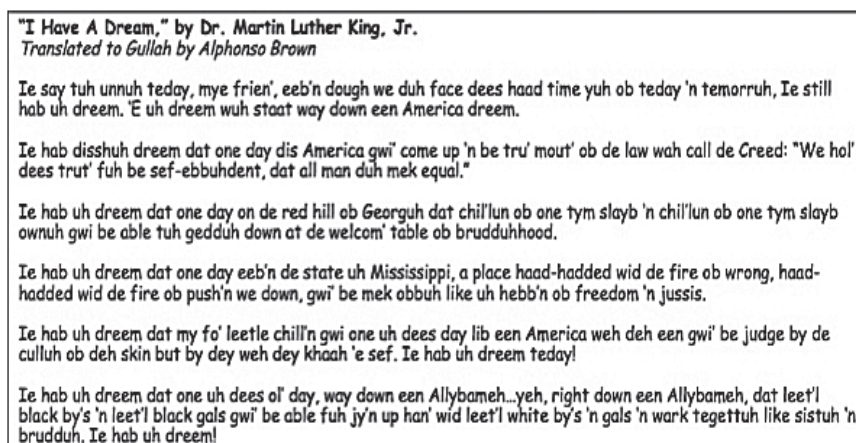 “I Have A Dream,” by Dr. Martin Luther King, Jr.
Translated to Gullah by Alphonso Brown
Ie say tuh unnuh teday, mye frien’, eeb’n dough we duh face dees haad time yuh ob teday ’n temorruh, Ie still
hab uh dreem. ‘E uh dreem wuh staat way down een America dreem.
Ie hab disshuh dreem dat one day dis America gwi’ come up ’n be tru’ mout’ ob de law wah call de Creed: “We hol’
dees trut’ fuh be sef-ebbuhdent, dat all man duh mek equal.”
Ie hab uh dreem dat one day on de red hill ob Georguh dat chil’lun ob one tym slayb ’n chil’lun ob one tym slayb
ownuh gwi be able tuh gedduh down at de welcom’ table ob brudduhhood.
Ie hab uh dreem dat one day eeb’n de state uh Mississippi, a place haad-hadded wid de fire ob wrong, haad-
hadded wid de fire ob push’n we down, gwi’ be mek obbuh like uh hebb’n ob freedom ’n jussis.
Ie hab uh dreem dat my fo’ leetle chill’n gwi one uh dees day lib een America weh deh een gwi’ be judge by de
culluh ob deh skin but by dey weh dey khaah ’e sef. Ie hab uh dreem teday!
Ie hab uh dreem dat one uh dees ol’ day, way down een Allybameh...yeh, right down een Allybameh, dat leet’l
black by’s ’n leet’l black gals gwi’ be able fuh jy’n up han’ wid leet’l white by’s ’n gals ’n wark tegettuh like sistuh ’n
brudduh. Ie hab uh dreem!